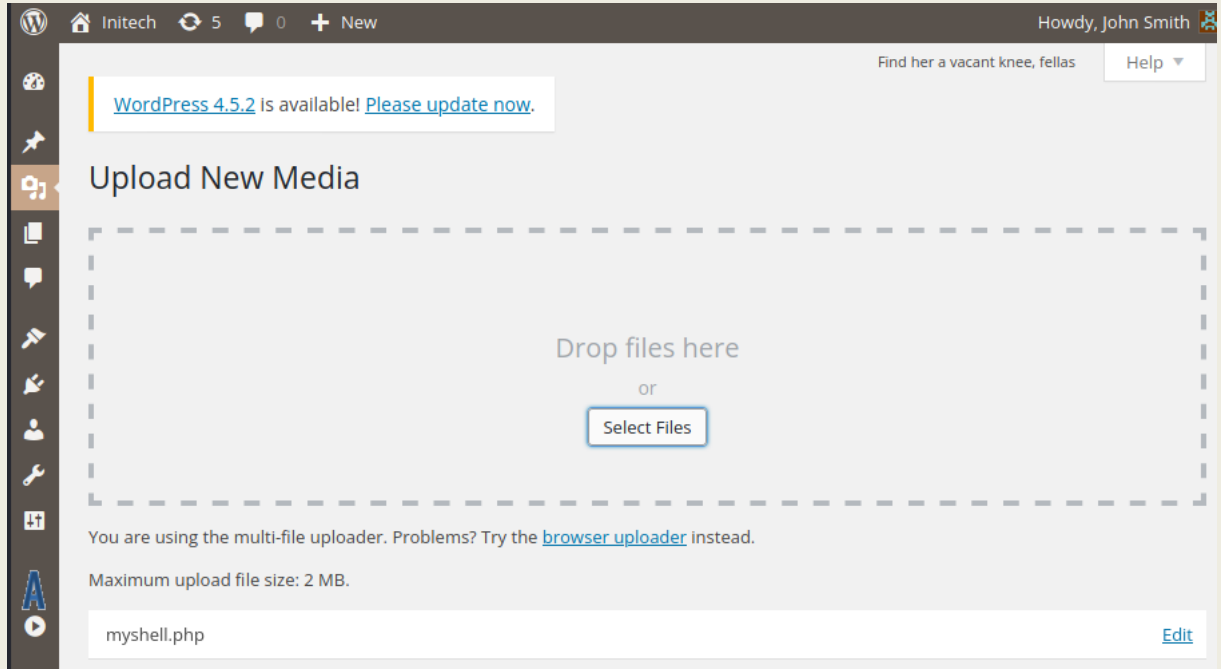 Initech 5 0 New Howdy, John Smith
Find her a vacant knee, fellas Help
WordPress 4.5.2 is available! Please update now.
Upload New Media
Drop files here
or
Select Files
You are using the multi-file uploader. Problems? Try the browser uploader instead.
Maximum upload file size: 2 MB.
myshell.php Edit